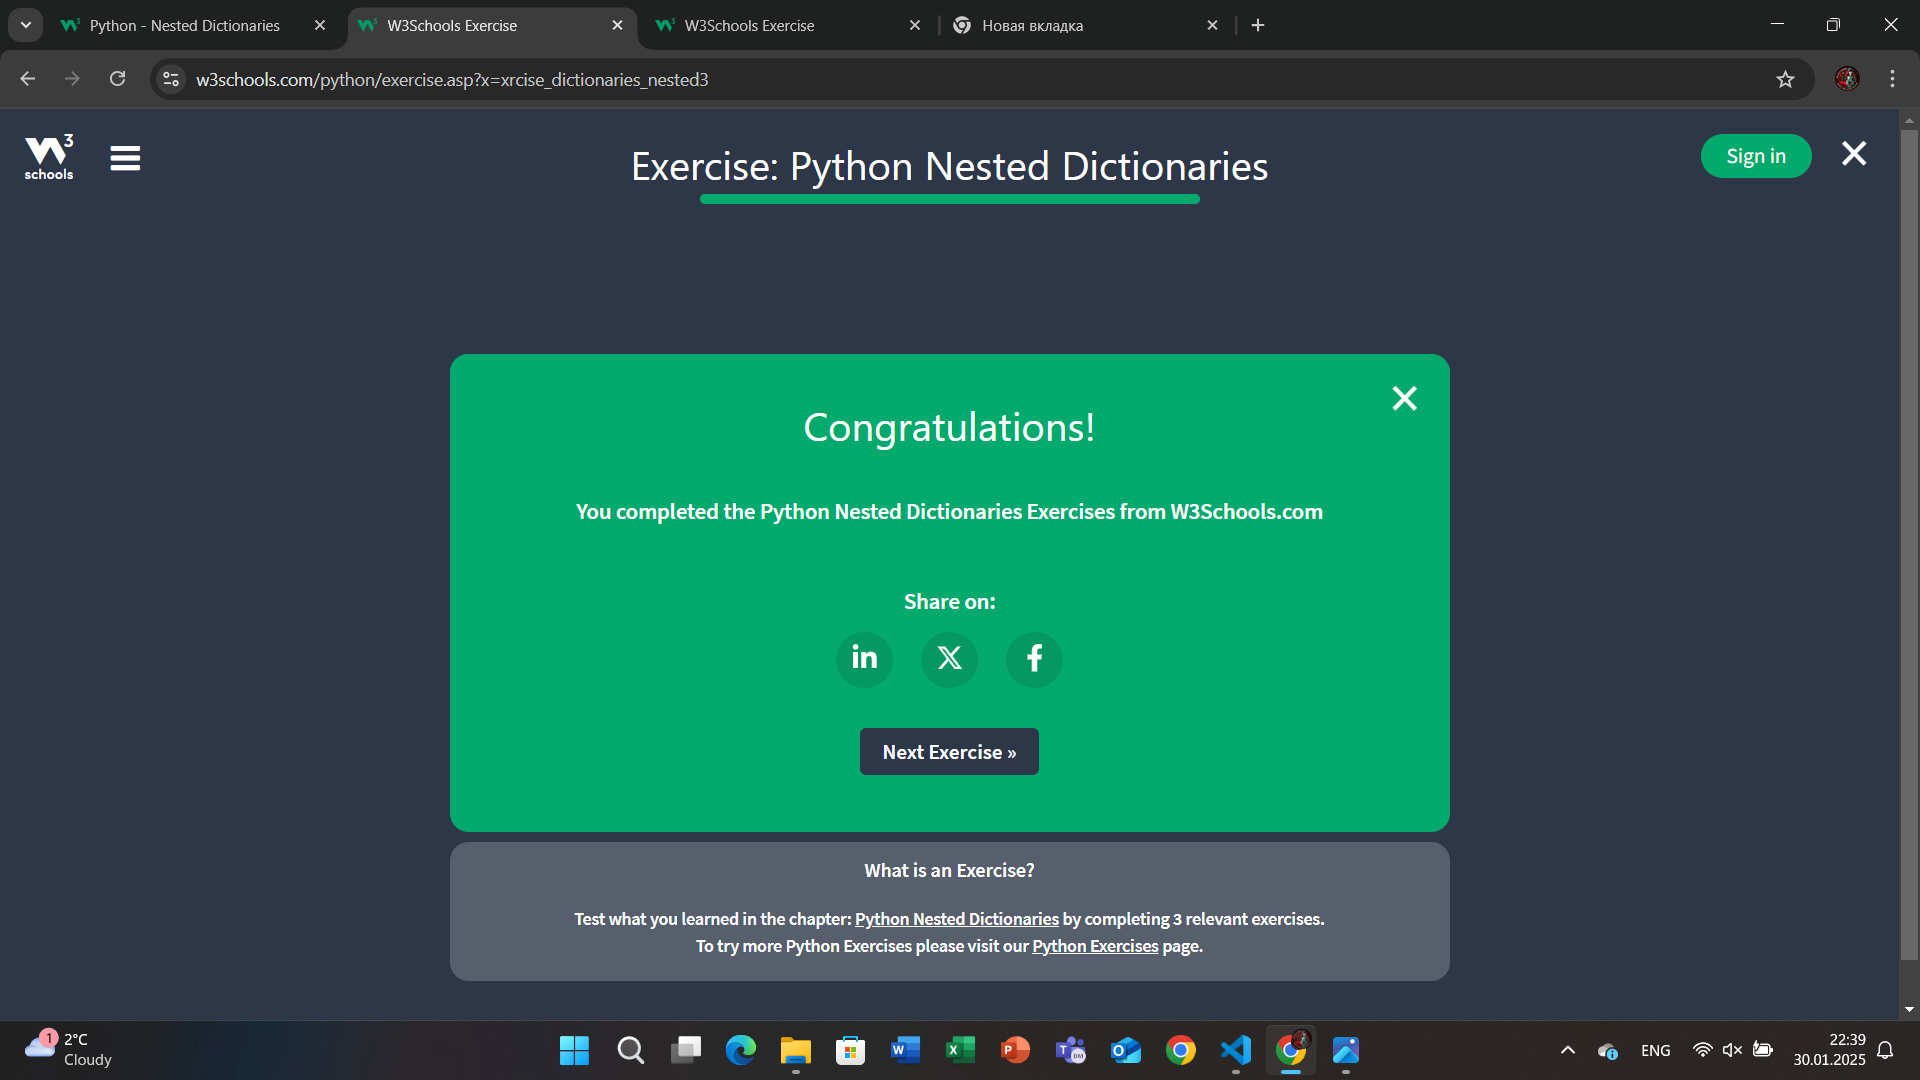 Python - Nested Dictionaries
W3Schools Exercise
W3Schools Exercise
Новая вкладка
w3schools.com/python/exercise.asp?x=xrcise_dictionaries_nested3
3
schools
Exercise: Python Nested Dictionaries
Sign in
Congratulations!
You completed the Python Nested Dictionaries Exercises from W3Schools.com
Share on:
in
X
f
Next Exercise »
What is an Exercise?
Test what you learned in the chapter: Python Nested Dictionaries by completing 3 relevant exercises.
To try more Python Exercises please visit our Python Exercises page.
1
2°C
Cloudy
ENG
22:39
30.01.2025